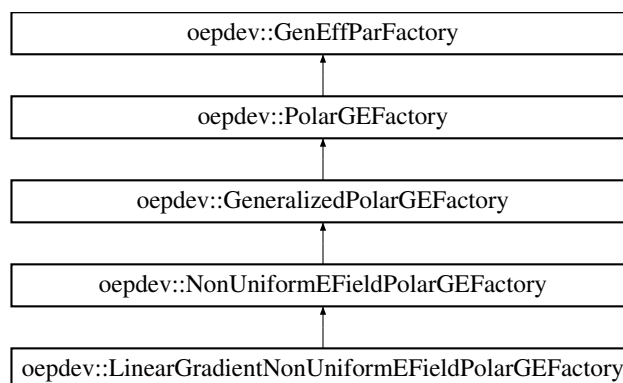 oepdev::GenEffParFactory
oepdev::PolarGEFactory
oepdev::GeneralizedPolarGEFactory
oepdev::NonUniformEFieldPolarGEFactory
oepdev::LinearGradientNonUniformEFieldPolarGEFactory